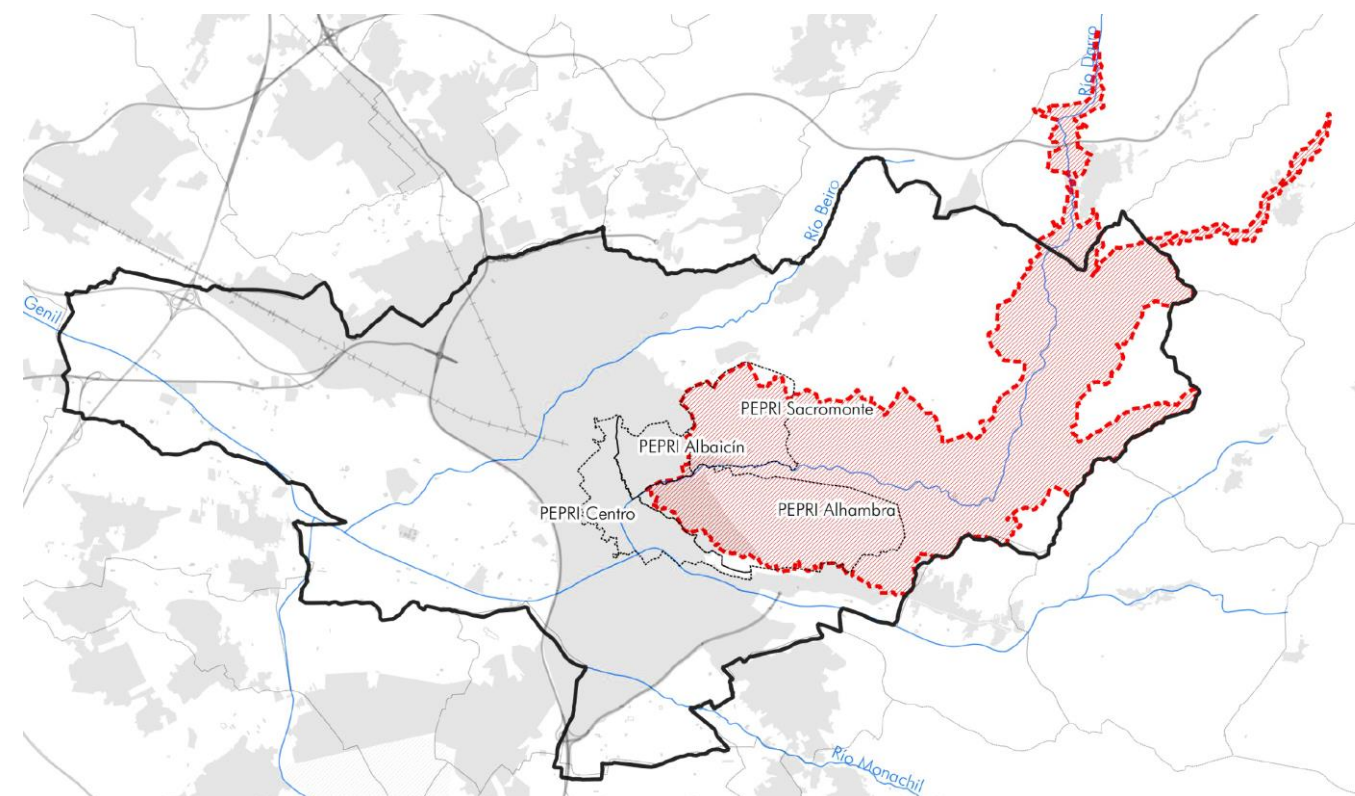 Río Darro
Río Beiro
Genil
PEPRI Sacromonte
PEPRI Albaicín
PEPRI Centro
PEPRI Alhambra
Río Monachil